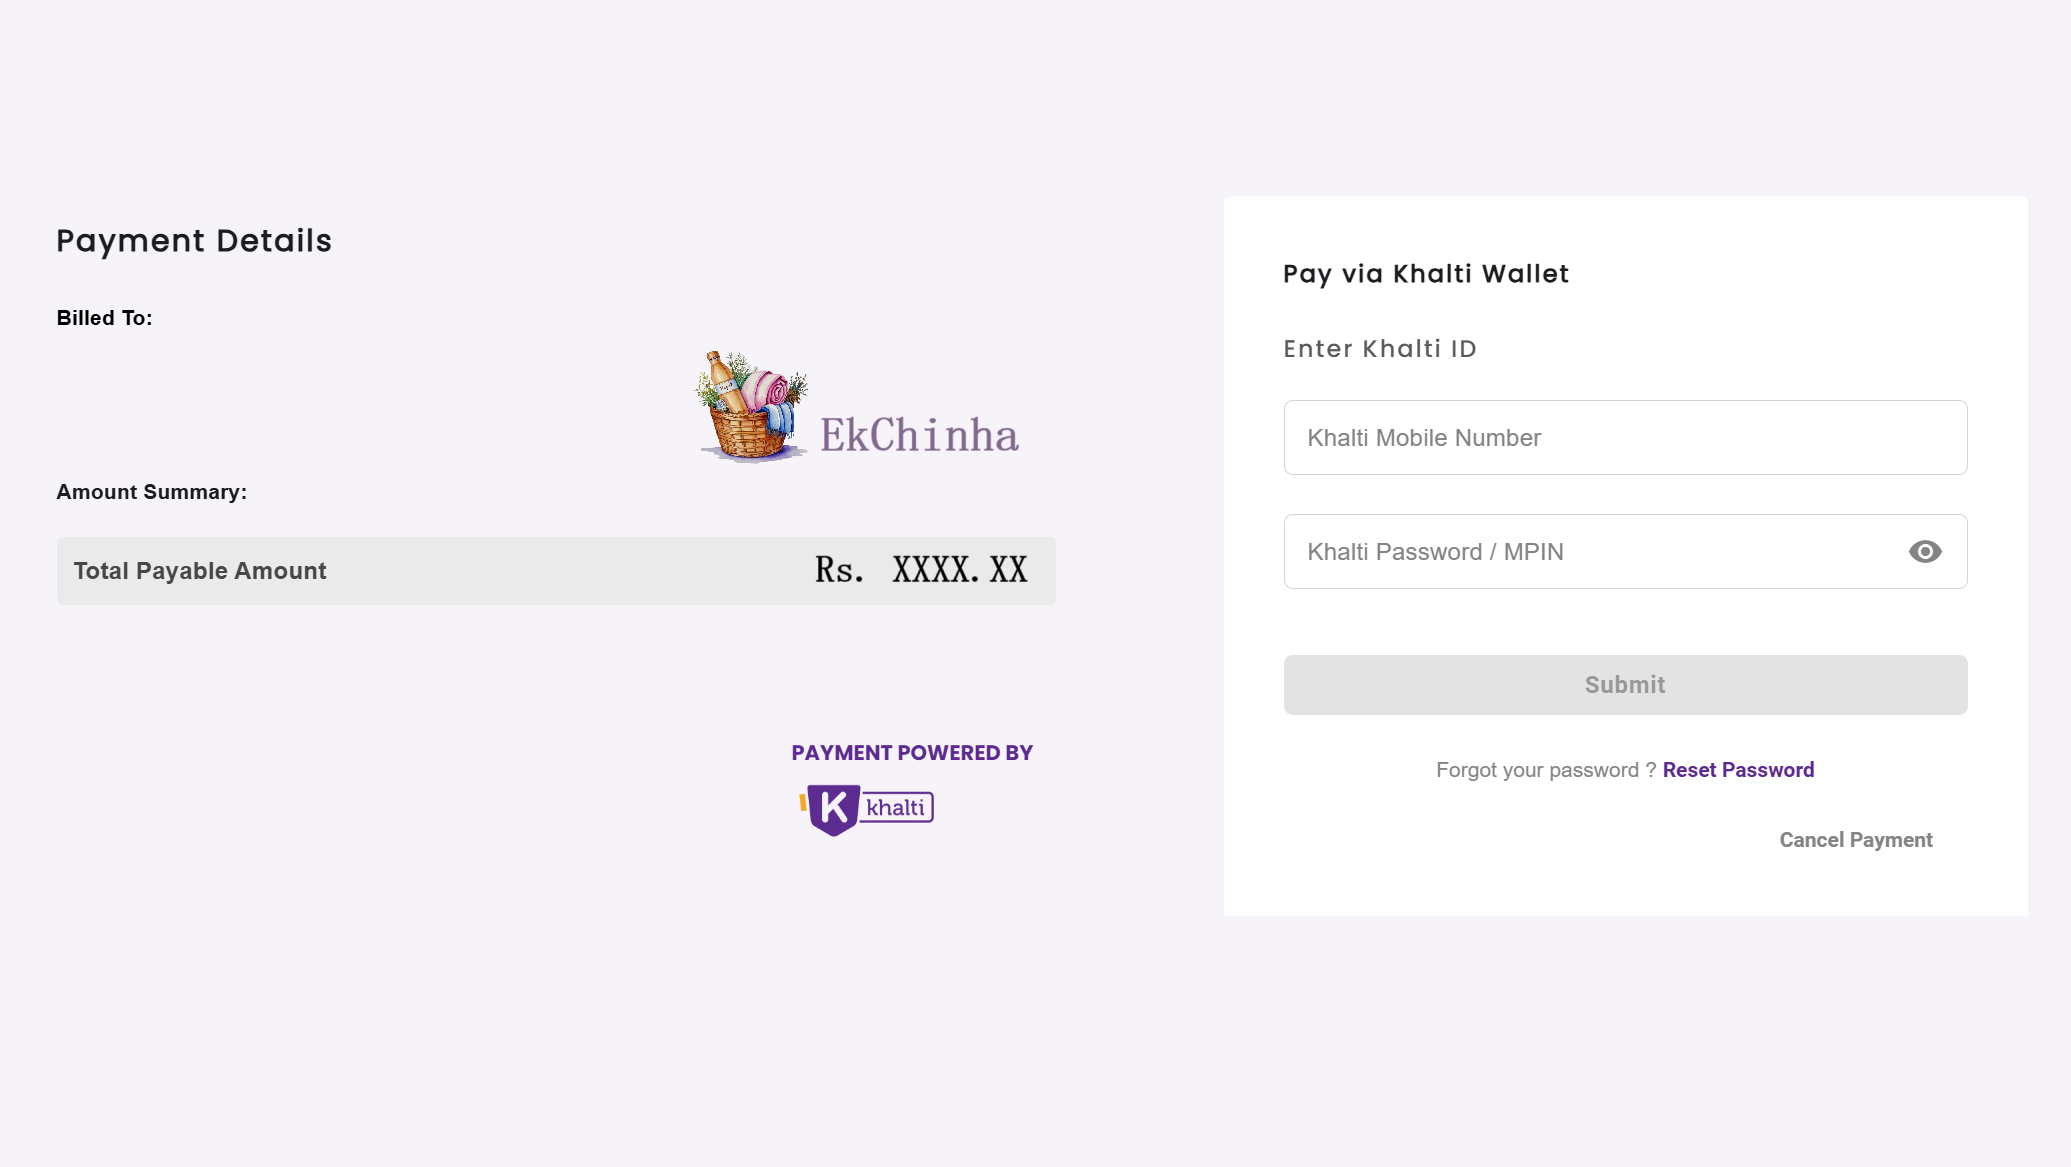 Payment Details
Billed To:
EkChinha
Amount Summary:
Total Payable Amount Rs. XXXX.XX
PAYMENT POWERED BY
K khalti
Pay via Khalti Wallet
Enter Khalti ID
Khalti Mobile Number
Khalti Password / MPIN
Submit
Forgot your password ? Reset Password
Cancel Payment